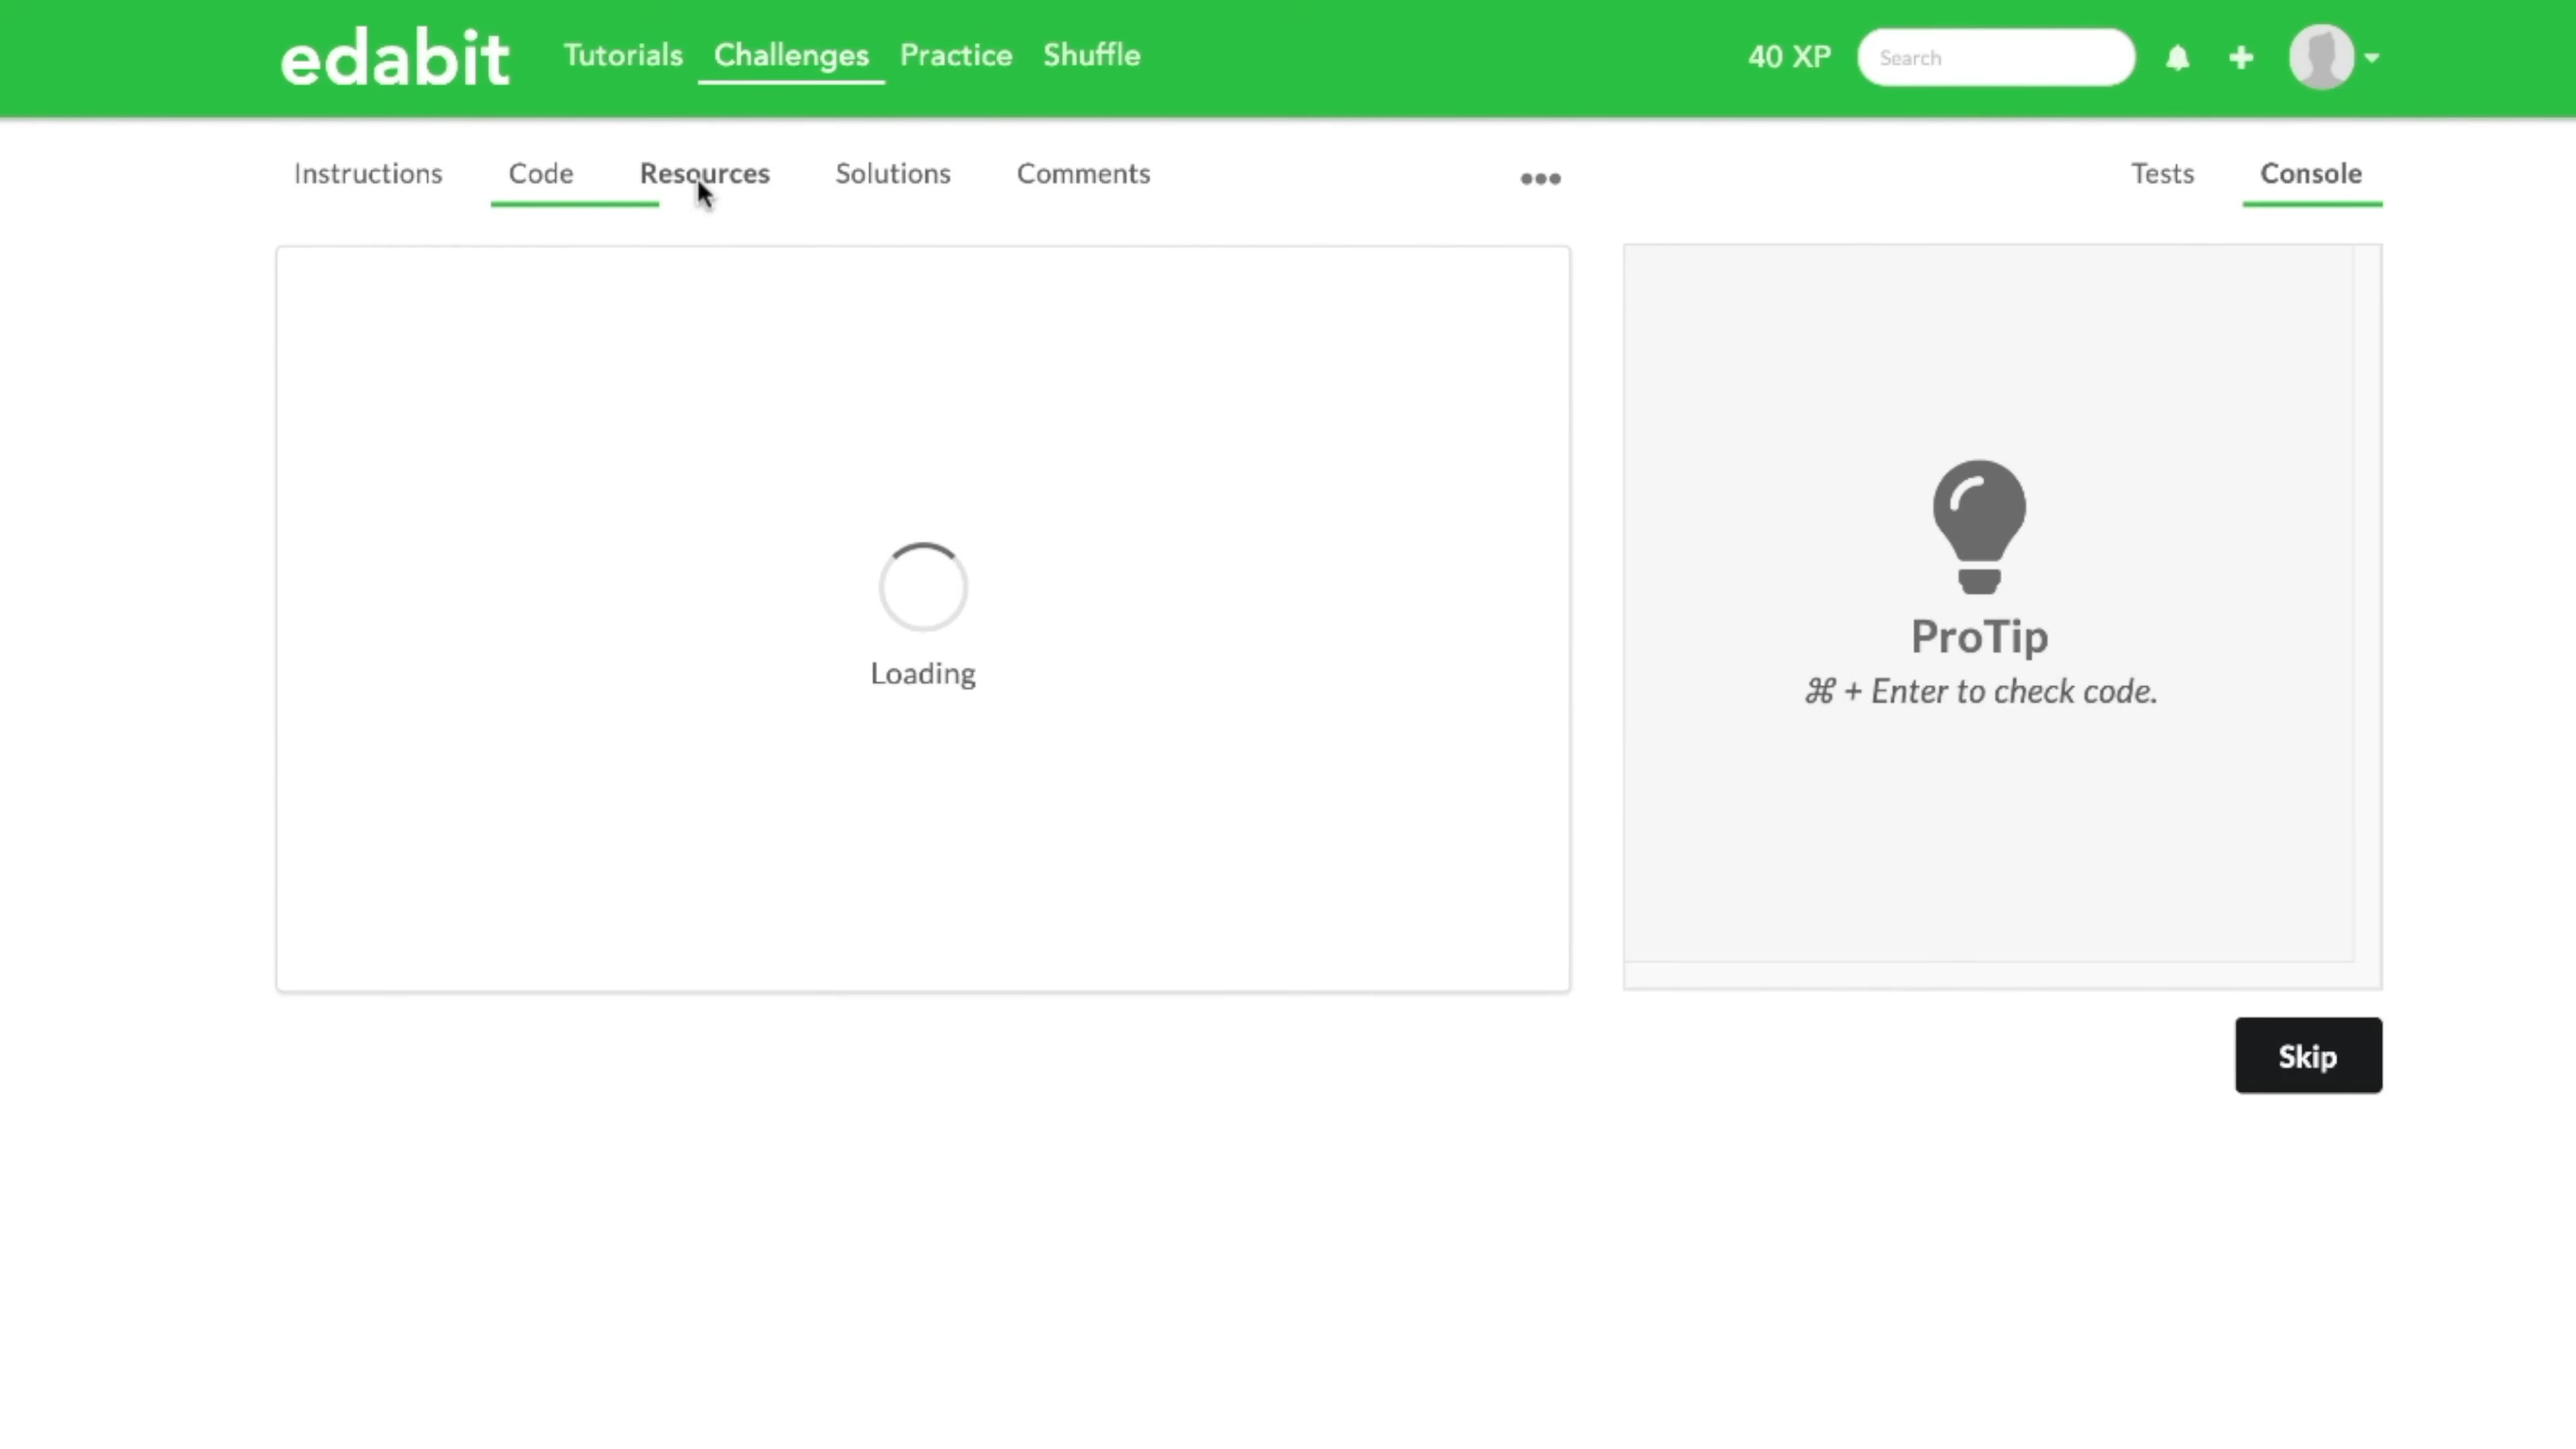 edabit Tutorials Challenges Practice Shuffle 40 XP Search
Instructions Code Resources Solutions Comments Tests Console
Loading
ProTip
⌘ + Enter to check code.
Skip